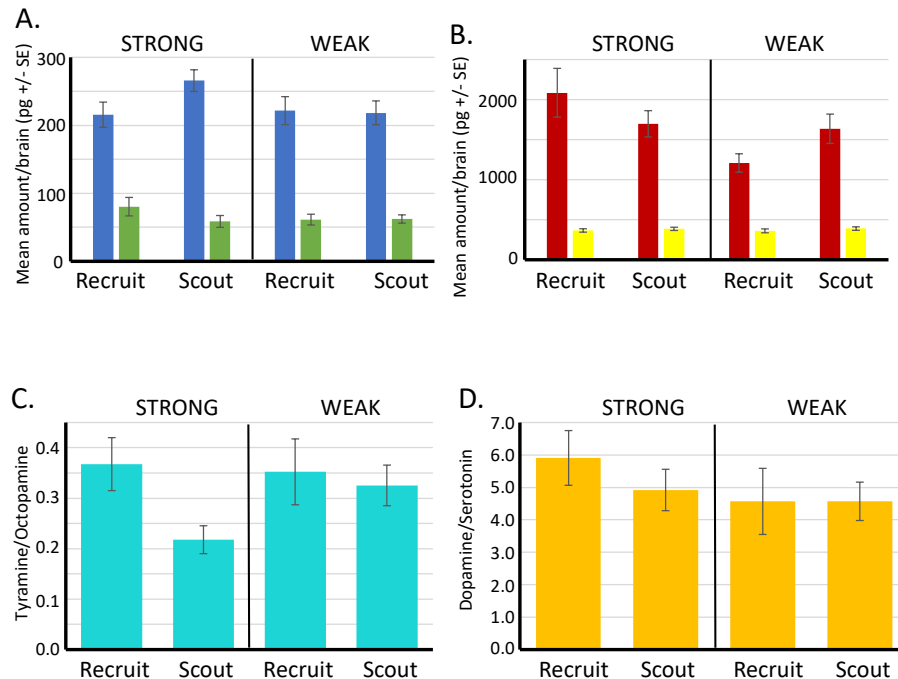 A.
STRONG WEAK
Mean amount/brain (pg +/- SE)
300
200
100
0
Recruit Scout Recruit Scout
B.
STRONG WEAK
Mean amount/brain (pg +/- SE)
2000
1000
0
Recruit Scout Recruit Scout
C.
STRONG WEAK
Tyramine/Octopamine
0.4
0.3
0.2
0.1
0.0
Recruit Scout Recruit Scout
D.
STRONG WEAK
Dopamine/Serotonin
7.0
6.0
5.0
4.0
3.0
2.0
1.0
0.0
Recruit Scout Recruit Scout